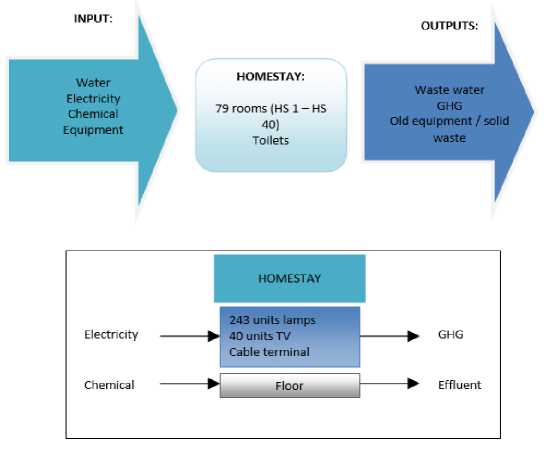 INPUT:
Water
Electricity
Chemical
Equipment
HOMESTAY:
79 rooms (HS 1 – HS
40)
Toilets
OUTPUTS:
Waste water
GHG
Old equipment / solid
waste
HOMESTAY
Electricity
243 units lamps
40 units TV
Cable terminal
GHG
Chemical
Floor
Effluent